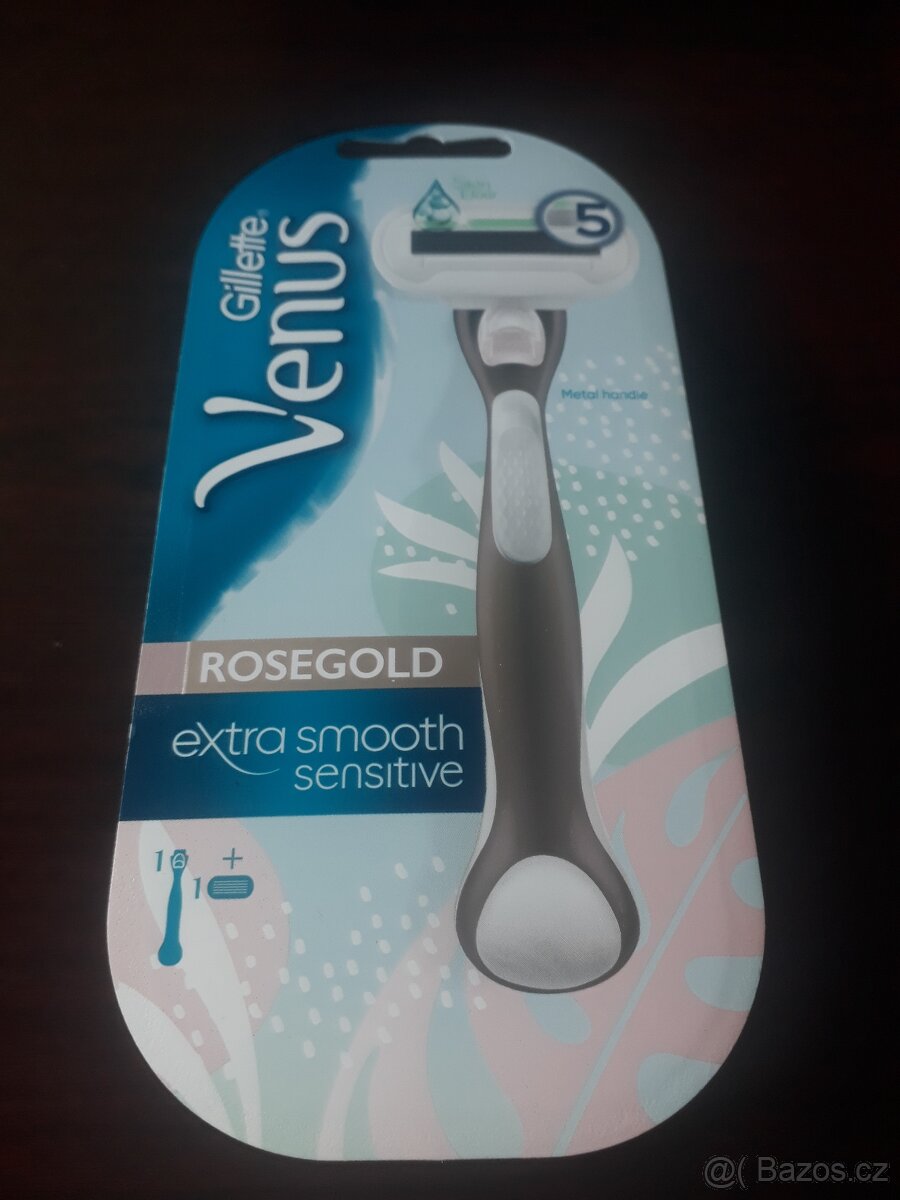 Gillette®
Venus
5
Metal handle
ROSEGOLD
extra smooth
sensitive
1 +
1
@( Bazos.cz